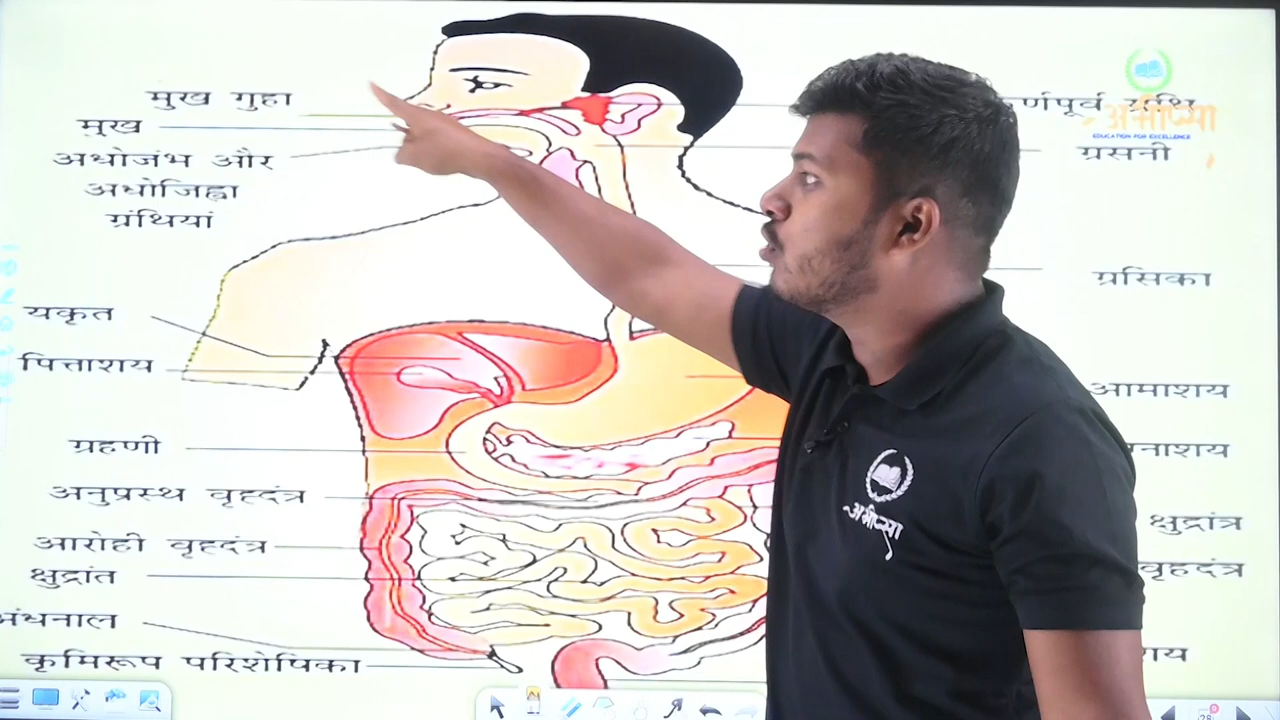 मुख गुहा
मुख
अधोजंभ और
अधोजिह्वा
ग्रंथियां
यकृत
पित्ताशय
ग्रहणी
अनुप्रस्थ वृहदंत्र
आरोही वृहदंत्र
क्षुद्रांत
अंधनाल
कृमिरूप परिशेषिका
अभीप्सा
EDUCATION FOR EXCELLENCE
ग्रसनी
ग्रसिका
आमाशय
क्षुद्रांत्र
वृहदंत्र
अभीप्सा